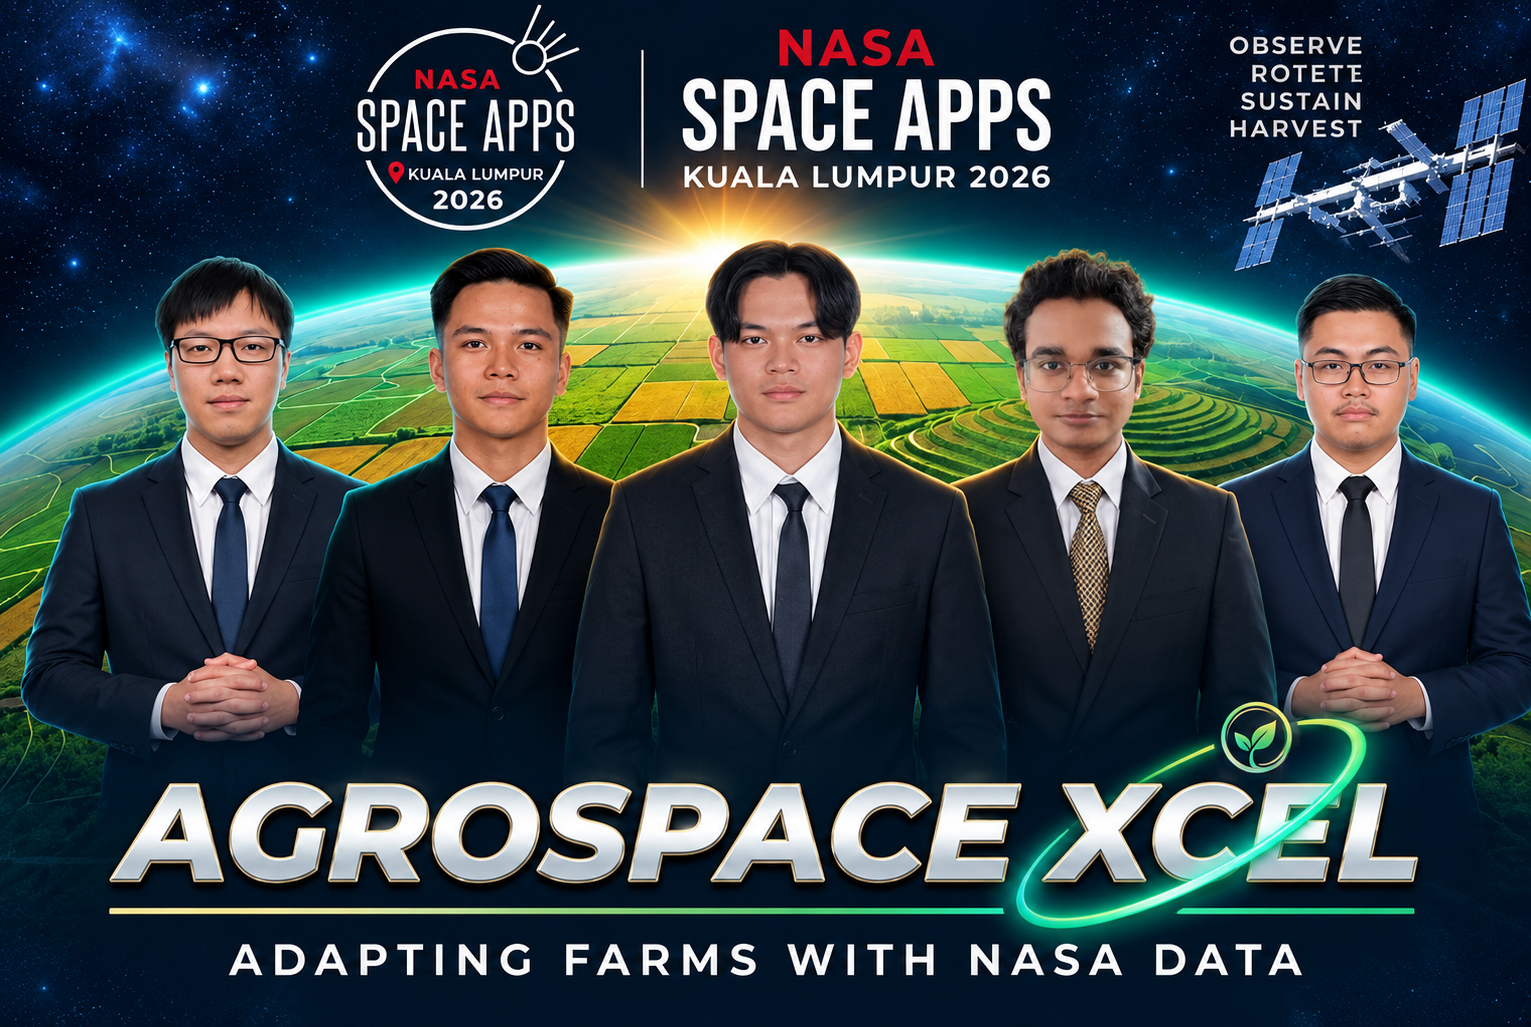 NASA
SPACE APPS
KUALA LUMPUR
2026
NASA
SPACE APPS
KUALA LUMPUR 2026
OBSERVE
ROTETE
SUSTAIN
HARVEST
AGROSPACE XCEL
ADAPTING FARMS WITH NASA DATA